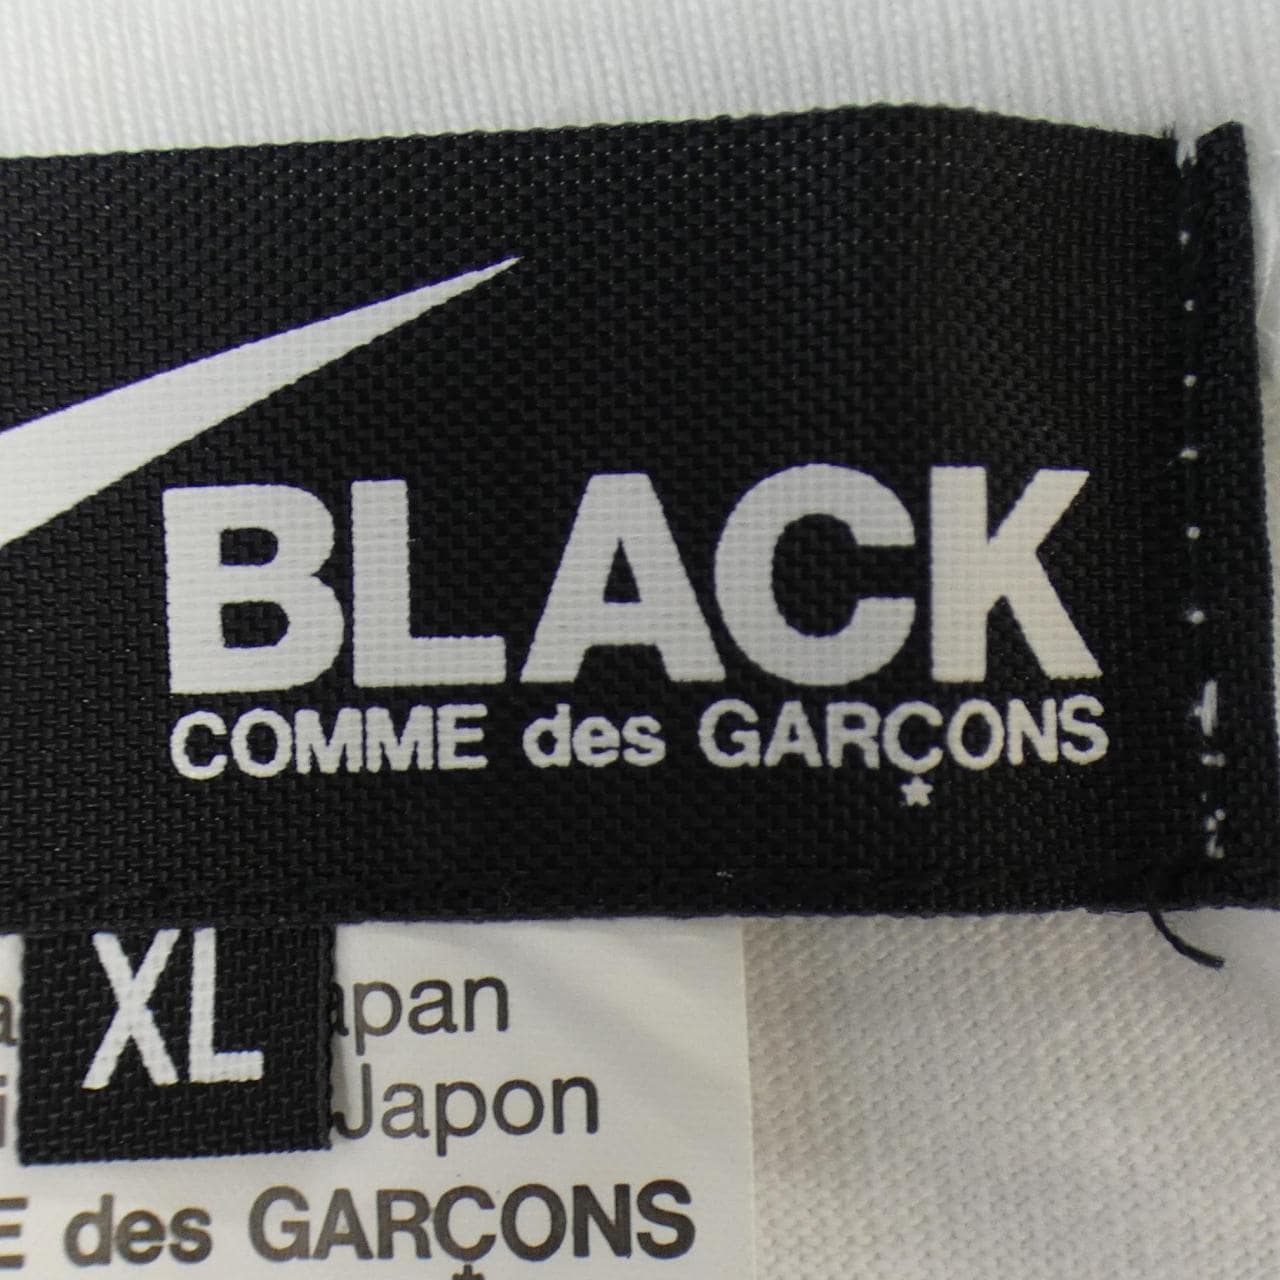 BLACK
COMME des GARÇONS
XL
apan
Japon
E des GARÇONS